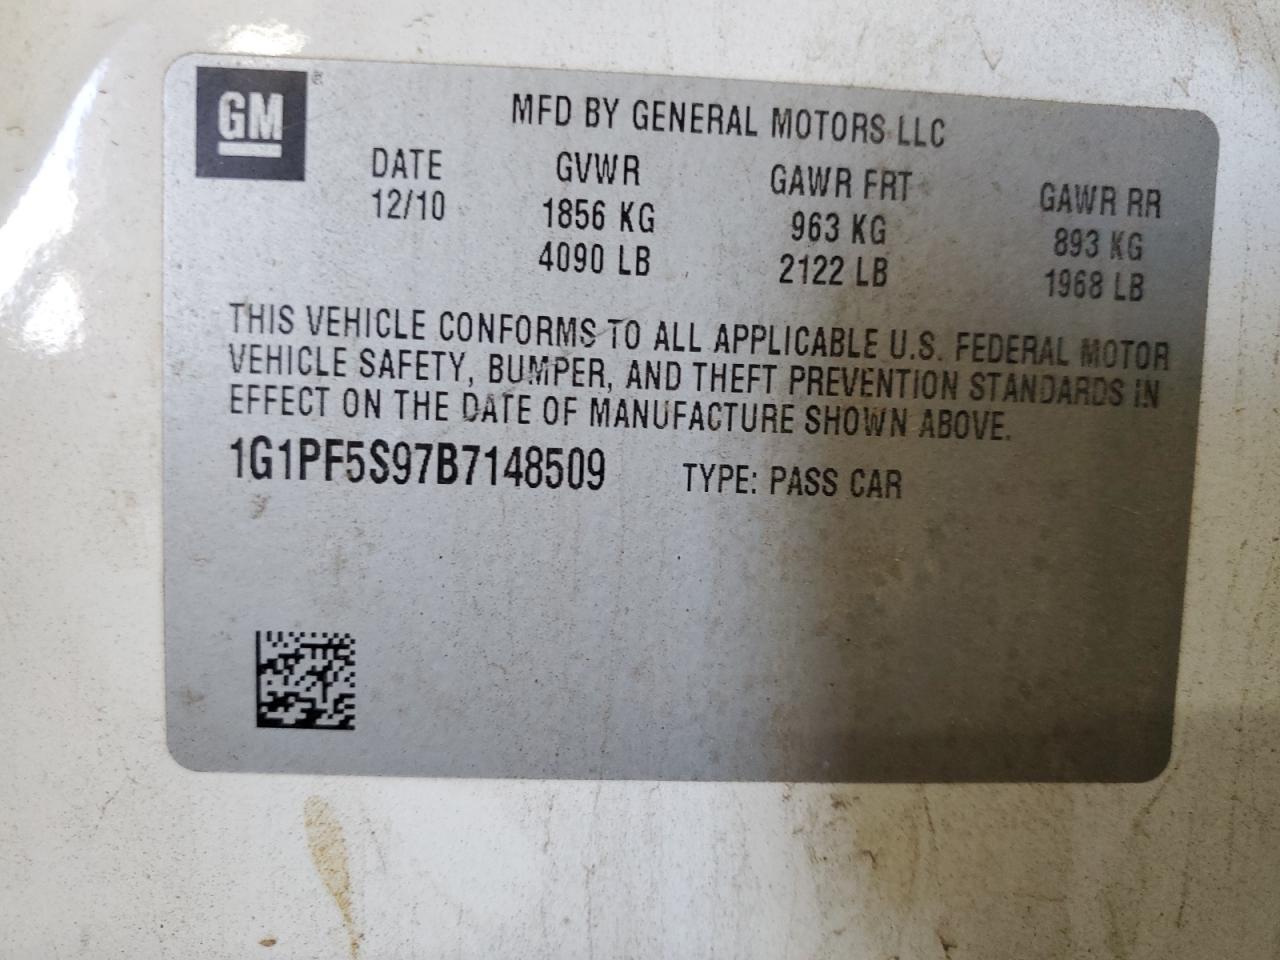 GM
MFD BY GENERAL MOTORS LLC
DATE GVWR GAWR FRT GAWR RR
12/10 1856 KG 963 KG 893 KG
4090 LB 2122 LB 1968 LB
THIS VEHICLE CONFORMS TO ALL APPLICABLE U.S. FEDERAL MOTOR
VEHICLE SAFETY, BUMPER, AND THEFT PREVENTION STANDARDS IN
EFFECT ON THE DATE OF MANUFACTURE SHOWN ABOVE.
1G1PF5S97B7148509 TYPE: PASS CAR